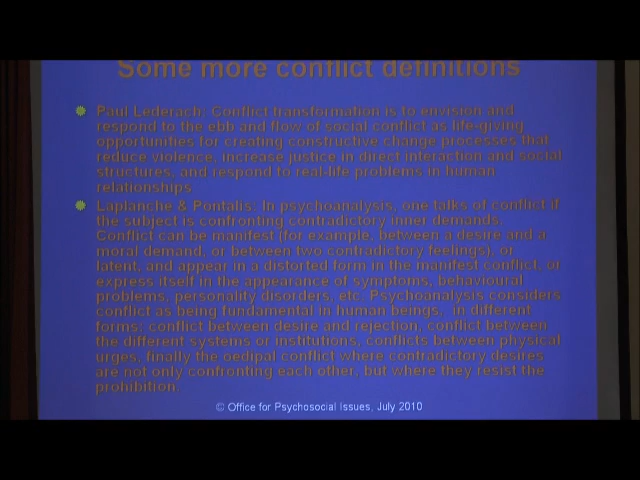 Some more conflict definitions
Paul Lederach: Conflict transformation is to envision and
respond to the ebb and flow of social conflict as life-giving
opportunities for creating constructive change processes that
reduce violence, increase justice in direct interaction and social
structures, and respond to real-life problems in human
relationships
Laplanche & Pontalis: In psychoanalysis, one talks of conflict if
the subject is confronting contradictory inner demands.
Conflict can be manifest (for example, between a desire and a
moral demand, or between two contradictory feelings), or
latent, and appear in a distorted form in the manifest conflict, or
express itself in the appearance of symptoms, behavioural
problems, personality disorders, etc. Psychoanalysis considers
conflict as being fundamental in human beings, in different
forms: conflict between desire and rejection, conflict between
the different systems or institutions, conflicts between physical
urges, finally the oedipal conflict where contradictory desires
are not only confronting each other, but where they resist the
prohibition.
© Office for Psychosocial Issues, July 2010